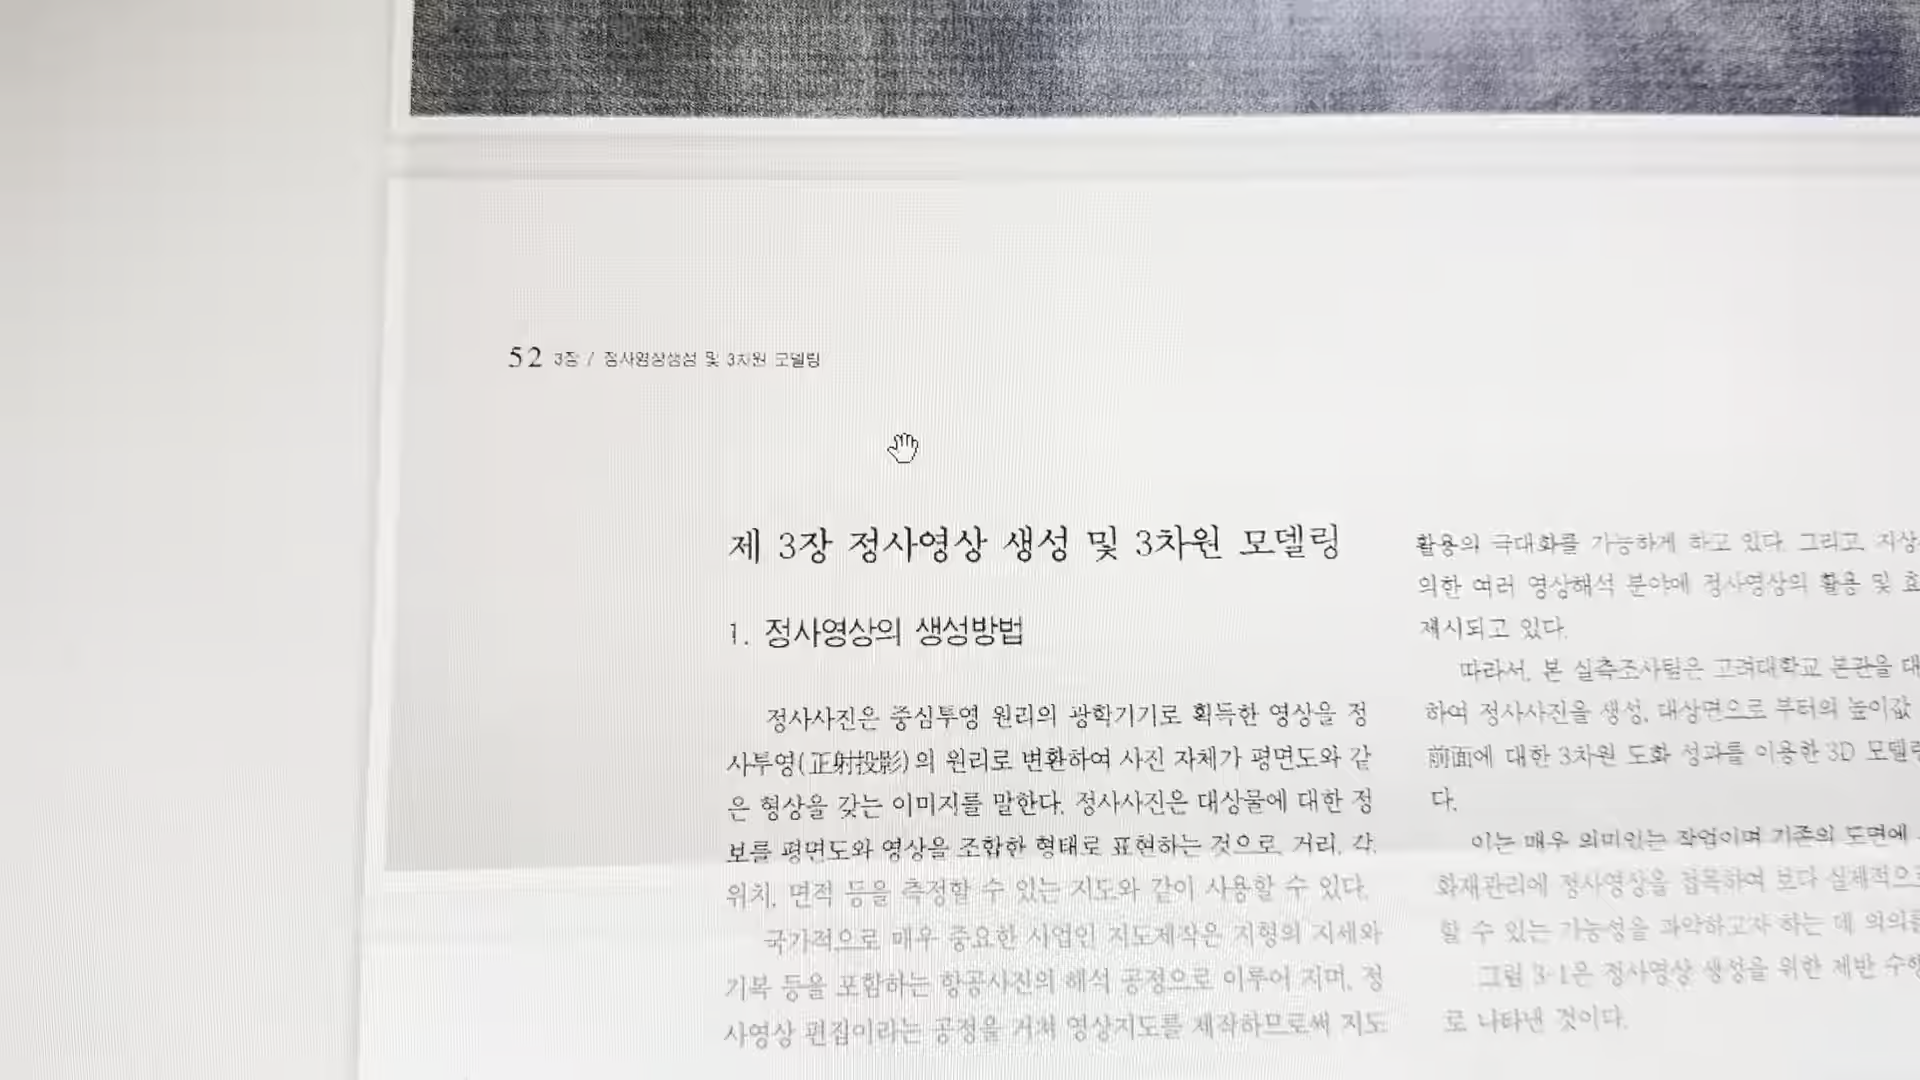 52 3장 / 정사영상생성 및 3차원 모델링
제 3장 정사영상 생성 및 3차원 모델링
1. 정사영상의 생성방법
정사사진은 중심투영 원리의 광학기기로 획득한 영상을 정
사투영(正射投影)의 원리로 변환하여 사진 자체가 평면도와 같
은 형상을 갖는 이미지를 말한다. 정사사진은 대상물에 대한 정
보를 평면도와 영상을 조합한 형태로 표현하는 것으로, 거리, 각,
위치, 면적 등을 측정할 수 있는 지도와 같이 사용할 수 있다.
국가적으로 매우 중요한 사업인 지도제작은 지형의 지세와
기복 등을 포함하는 항공사진의 해석 공정으로 이루어 지며, 정
사영상 편집이라는 공정을 거쳐 영상지도를 제작하므로써 지도
활용의 극대화를 가능하게 하고 있다. 그리고, 지상
의한 여러 영상해석 분야에 정사영상의 활용 및 효
제시되고 있다.
따라서, 본 실측조사팀은 고려대학교 본관을 대
하여 정사사진을 생성, 대상면으로 부터의 높이값
前面에 대한 3차원 도화 성과를 이용한 3D 모델링
다.
이는 매우 의미있는 작업이며 기존의 도면에
화재관리에 정사영상을 접목하여 보다 실제적으로
할 수 있는 가능성을 파악하고자 하는 데 의의를
그림 3-1은 정사영상 생성을 위한 제반 수행
로 나타낸 것이다.